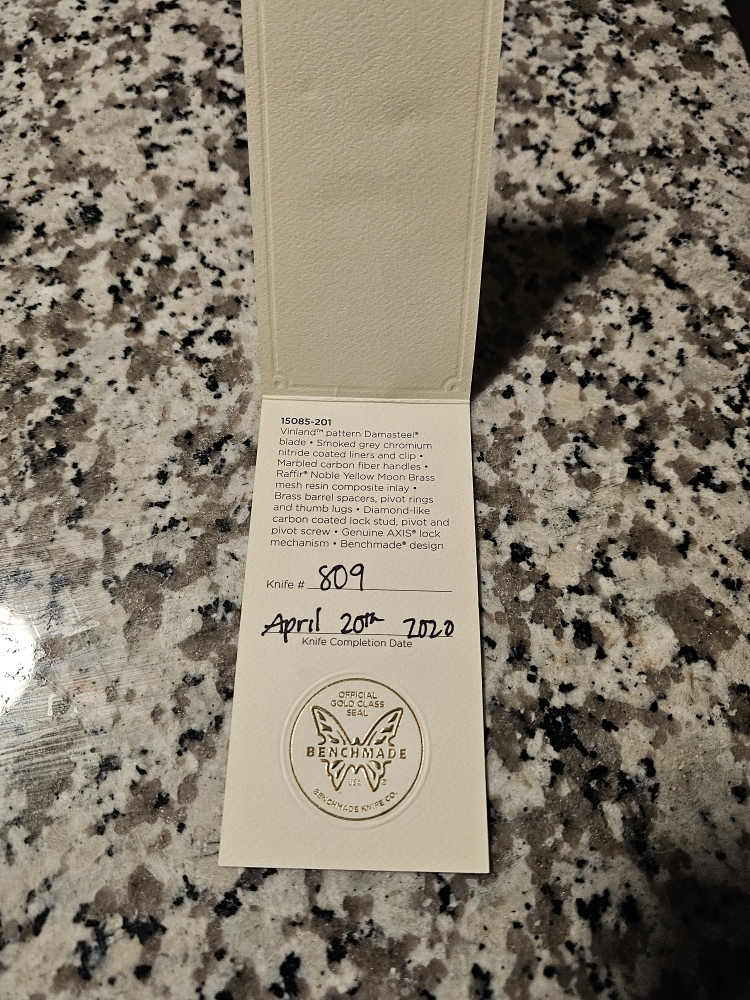 15085-201
Vinland™ pattern Damasteel®
blade • Smoked grey chromium
nitride coated liners and clip •
Marbled carbon fiber handles •
Raffir® Noble Yellow Moon Brass
mesh resin composite inlay •
Brass barrel spacers, pivot rings
and thumb lugs • Diamond-like
carbon coated lock stud, pivot and
pivot screw • Genuine AXIS® lock
mechanism • Benchmade® design
Knife # 809
April 20th 2020
Knife Completion Date
OFFICIAL
GOLD CLASS
SEAL
BENCHMADE
USA
BENCHMADE KNIFE CO.